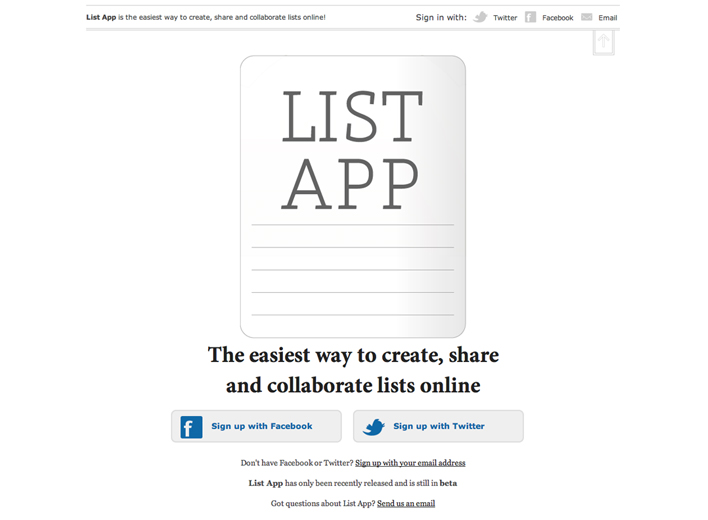 List App is the easiest way to create, share and collaborate lists online!
Sign in with: Twitter Facebook Email
LIST
APP
The easiest way to create, share
and collaborate lists online
Sign up with Facebook
Sign up with Twitter
Don't have Facebook or Twitter? Sign up with your email address
List App has only been recently released and is still in beta
Got questions about List App? Send us an email